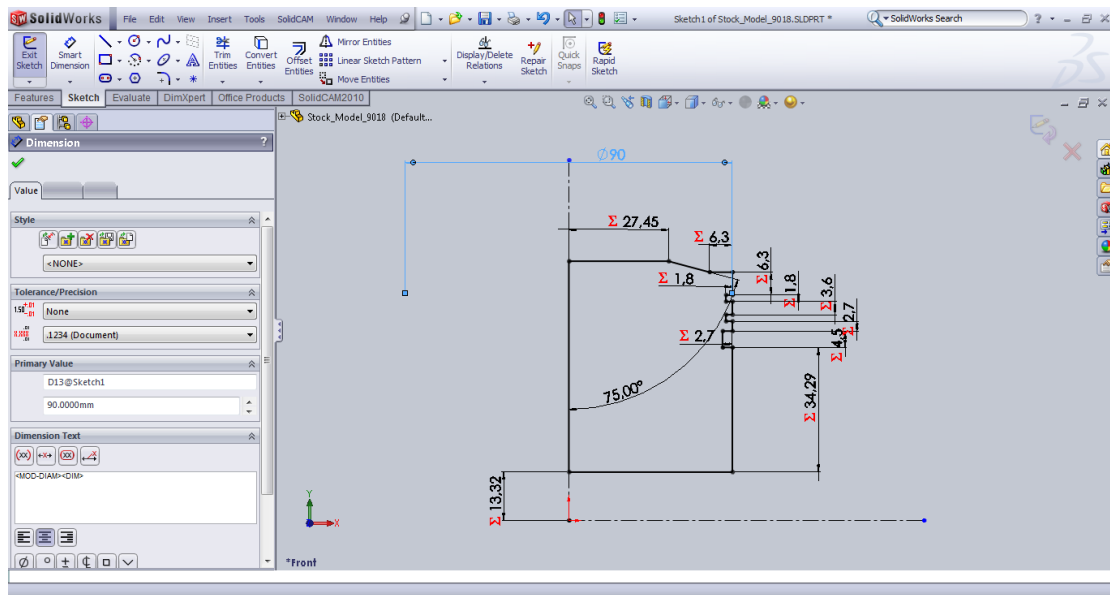 SolidWorks File Edit View Insert Tools SolidCAM Window Help Sketch1 of Stock_Model_9018.SLDPRT * SolidWorks Search ?
Exit Sketch
Smart Dimension
Trim Entities
Convert Entities
Offset Entities
Mirror Entities
Linear Sketch Pattern
Move Entities
Display/Delete Relations
Repair Sketch
Quick Snaps
Rapid Sketch
Features Sketch Evaluate DimXpert Office Products SolidCAM2010
Stock_Model_9018 (Default...
Dimension ?
Value
Style
<NONE>
Tolerance/Precision
None
.1234 (Document)
Primary Value
D13@Sketch1
90.0000mm
Dimension Text
(xx) (xx)
<MOD-DIAM><DIM>
Ø90
Σ 27,45
Σ 6,3
Σ 6,3
Σ 1,8
Σ 1,8
Σ 3,6
Σ 2,7
Σ 2,7
Σ 4,5
75,00°
Σ 34,29
Σ 13,32
Y
X
*Front